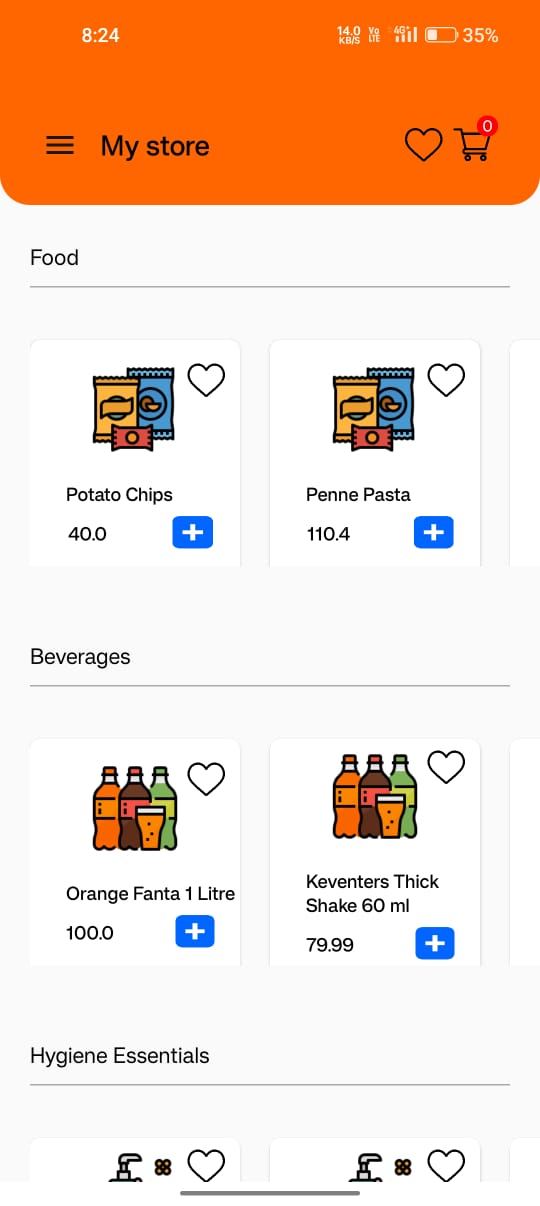 8:24
14.0 KB/S Vo LTE 4G+ 35%
My store
0
Food
Potato Chips
Penne Pasta
40.0
110.4
Beverages
Orange Fanta 1 Litre
Keventers Thick
Shake 60 ml
100.0
79.99
Hygiene Essentials